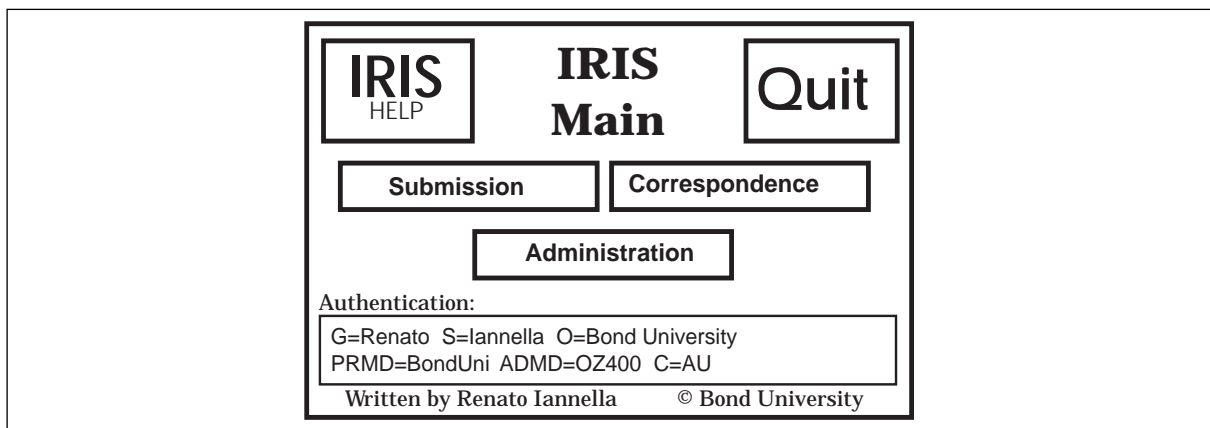 IRIS
HELP
IRIS
Main
Quit
Submission
Correspondence
Administration
Authentication:
G=Renato S=Iannella O=Bond University
PRMD=BondUni ADMD=OZ400 C=AU
Written by Renato Iannella © Bond University